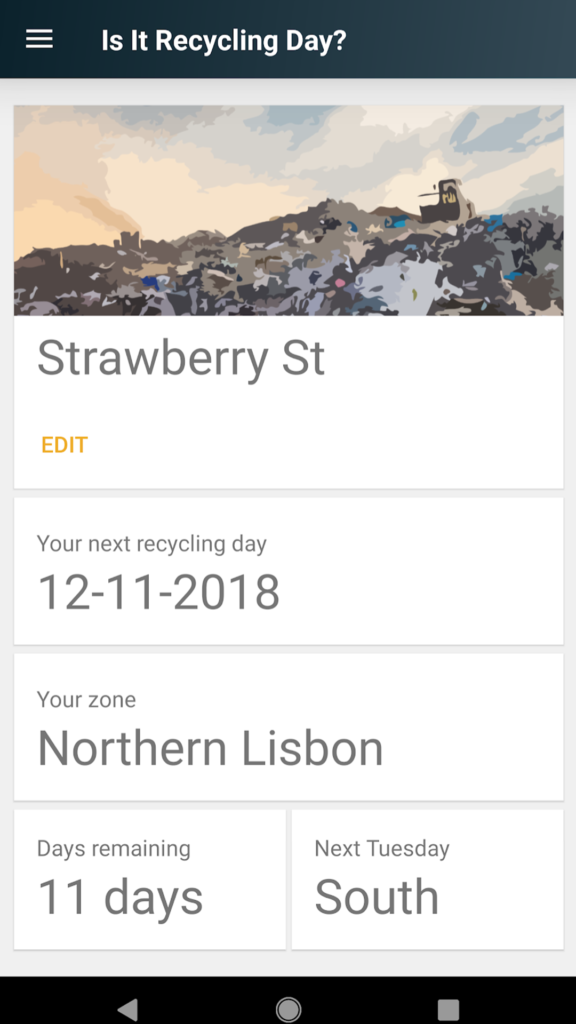 Is It Recycling Day?
Strawberry St
EDIT
Your next recycling day
12-11-2018
Your zone
Northern Lisbon
Days remaining
11 days
Next Tuesday
South